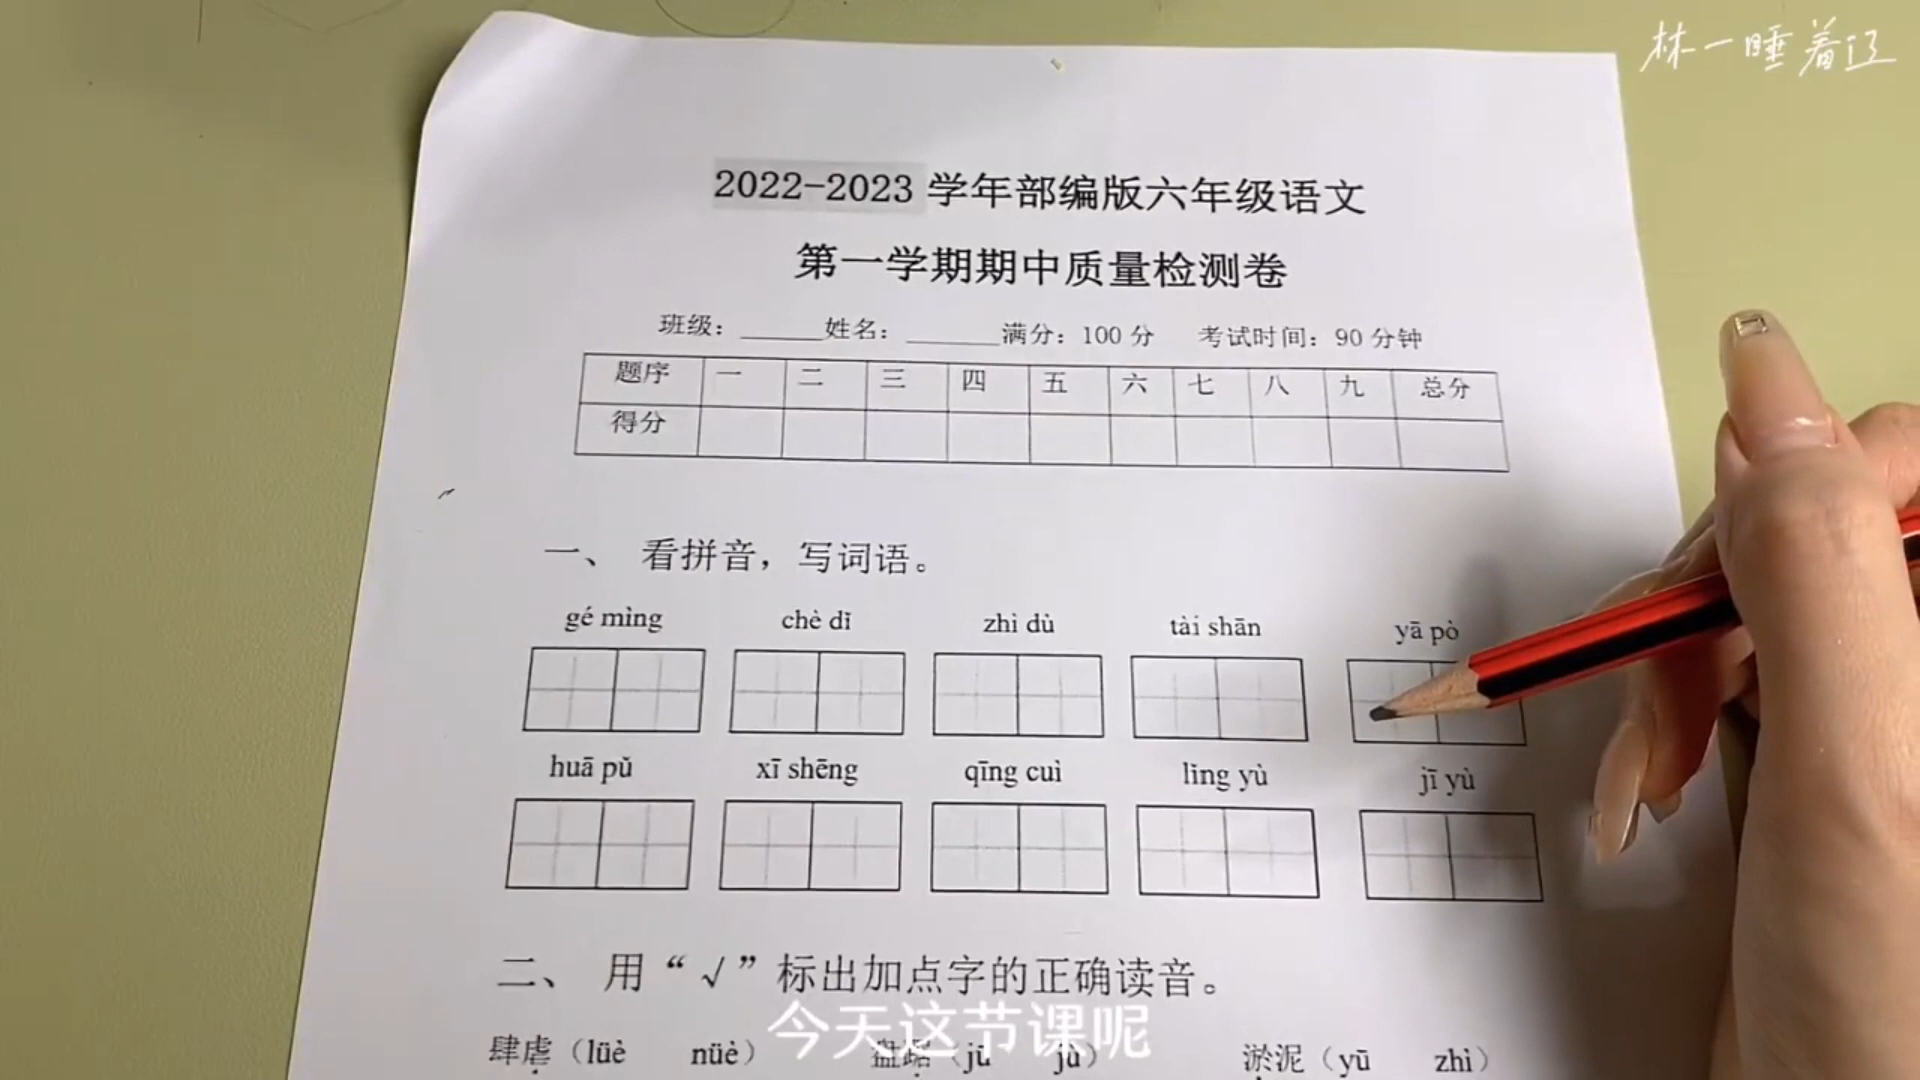 林一睡着辽
2022-2023 学年部编版六年级语文
第一学期期中质量检测卷
班级：______姓名：______满分：100 分 考试时间：90 分钟
题序 一 二 三 四 五 六 七 八 九 总分
得分
一、 看拼音，写词语。
gé mìng chè dǐ zhì dù tài shān yā pò
huā pǔ xī shēng qīng cuì lìng yù jī yù
二、 用“√”标出加点字的正确读音。
肆虐（lüè nüè） 盘踞（jū jù） 淤泥（yū zhì）
今天这节课呢